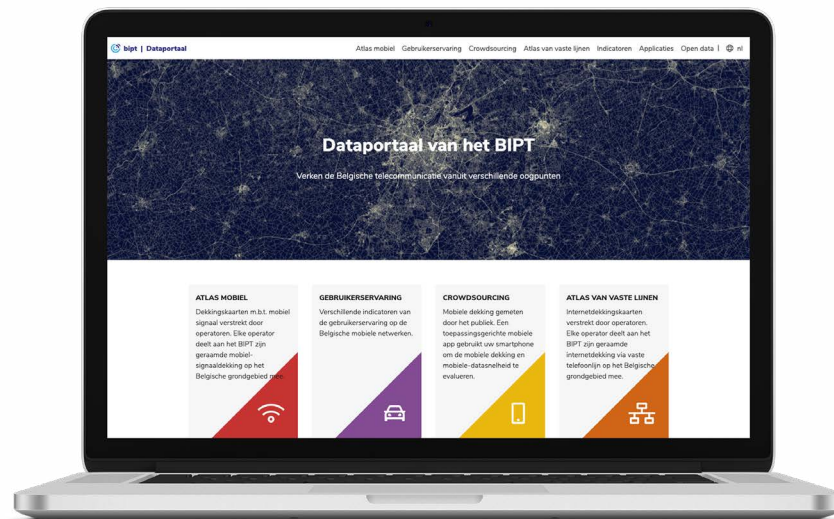 bipt | Dataportaal
Atlas mobiel Gebruikerservaring Crowdsourcing Atlas van vaste lijnen Indicatoren Applicaties Open data | nl
Dataportaal van het BIPT
Verken de Belgische telecommunicatie vanuit verschillende oogpunten
ATLAS MOBIEL
Dekkingskaarten m.b.t. mobiel
signaal verstrekt door
operatoren. Elke operator
deelt aan het BIPT zijn
geraamde mobiel-
signaaldekking op het
Belgische grondgebied mee.
GEBRUIKERSERVARING
Verschillende indicatoren van
de gebruikerservaring op de
Belgische mobiele netwerken.
CROWDSOURCING
Mobiele dekking gemeten
door het publiek. Een
toepassingsgerichte mobiele
app gebruikt uw smartphone
om de mobiele dekking en
mobiele-datasnelheid te
evalueren.
ATLAS VAN VASTE LIJNEN
Internetdekkingskaarten
verstrekt door operatoren.
Elke operator deelt aan het
BIPT zijn geraamde
internetdekking via vaste
telefoonlijn op het Belgische
grondgebied mee.